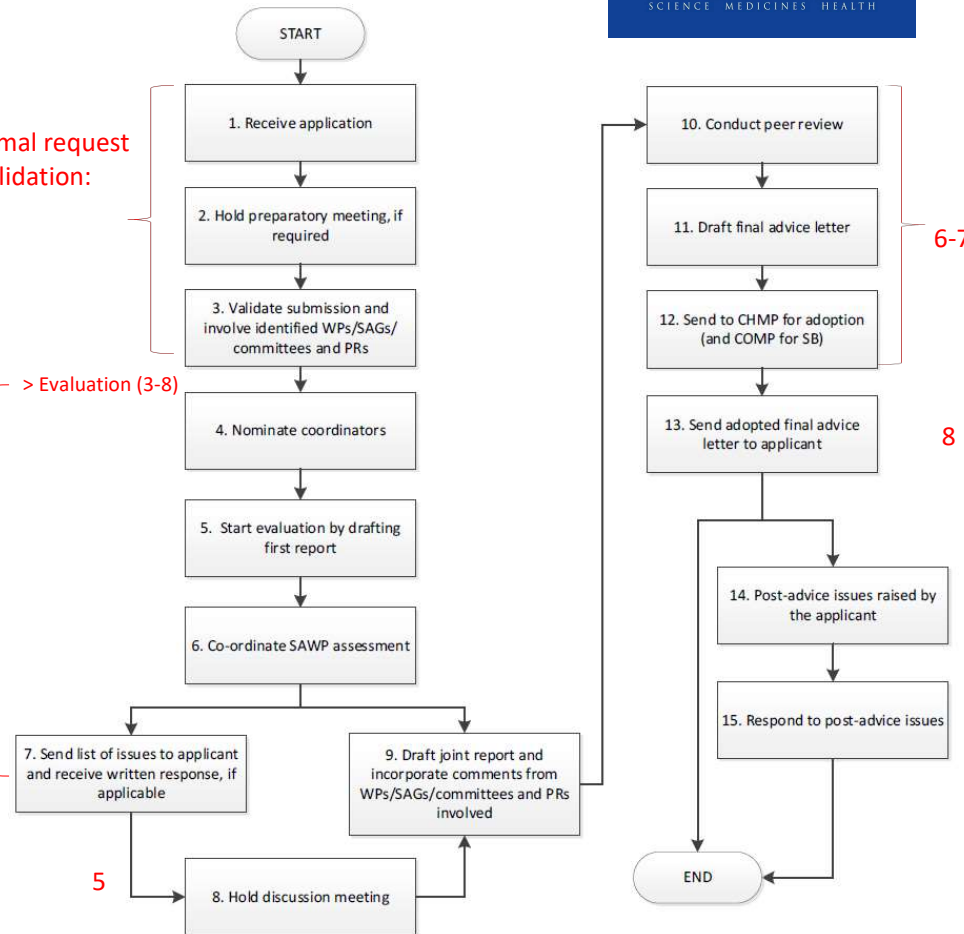 SCIENCE MEDICINES HEALTH
START
1. Receive application
request
2. Hold preparatory meeting, if
required
3. Validate submission and
involve identified WPs/SAGs/
committees and PRs
> Evaluation (3-8)
4. Nominate coordinators
5. Start evaluation by drafting
first report
6. Co-ordinate SAWP assessment
7. Send list of issues to applicant
and receive written response, if
applicable
5
8. Hold discussion meeting
9. Draft joint report and
incorporate comments from
WPs/SAGs/committees and PRs
involved
10. Conduct peer review
11. Draft final advice letter
6-7
12. Send to CHMP for adoption
(and COMP for SB)
13. Send adopted final advice
letter to applicant
8
14. Post-advice issues raised by
the applicant
15. Respond to post-advice issues
END